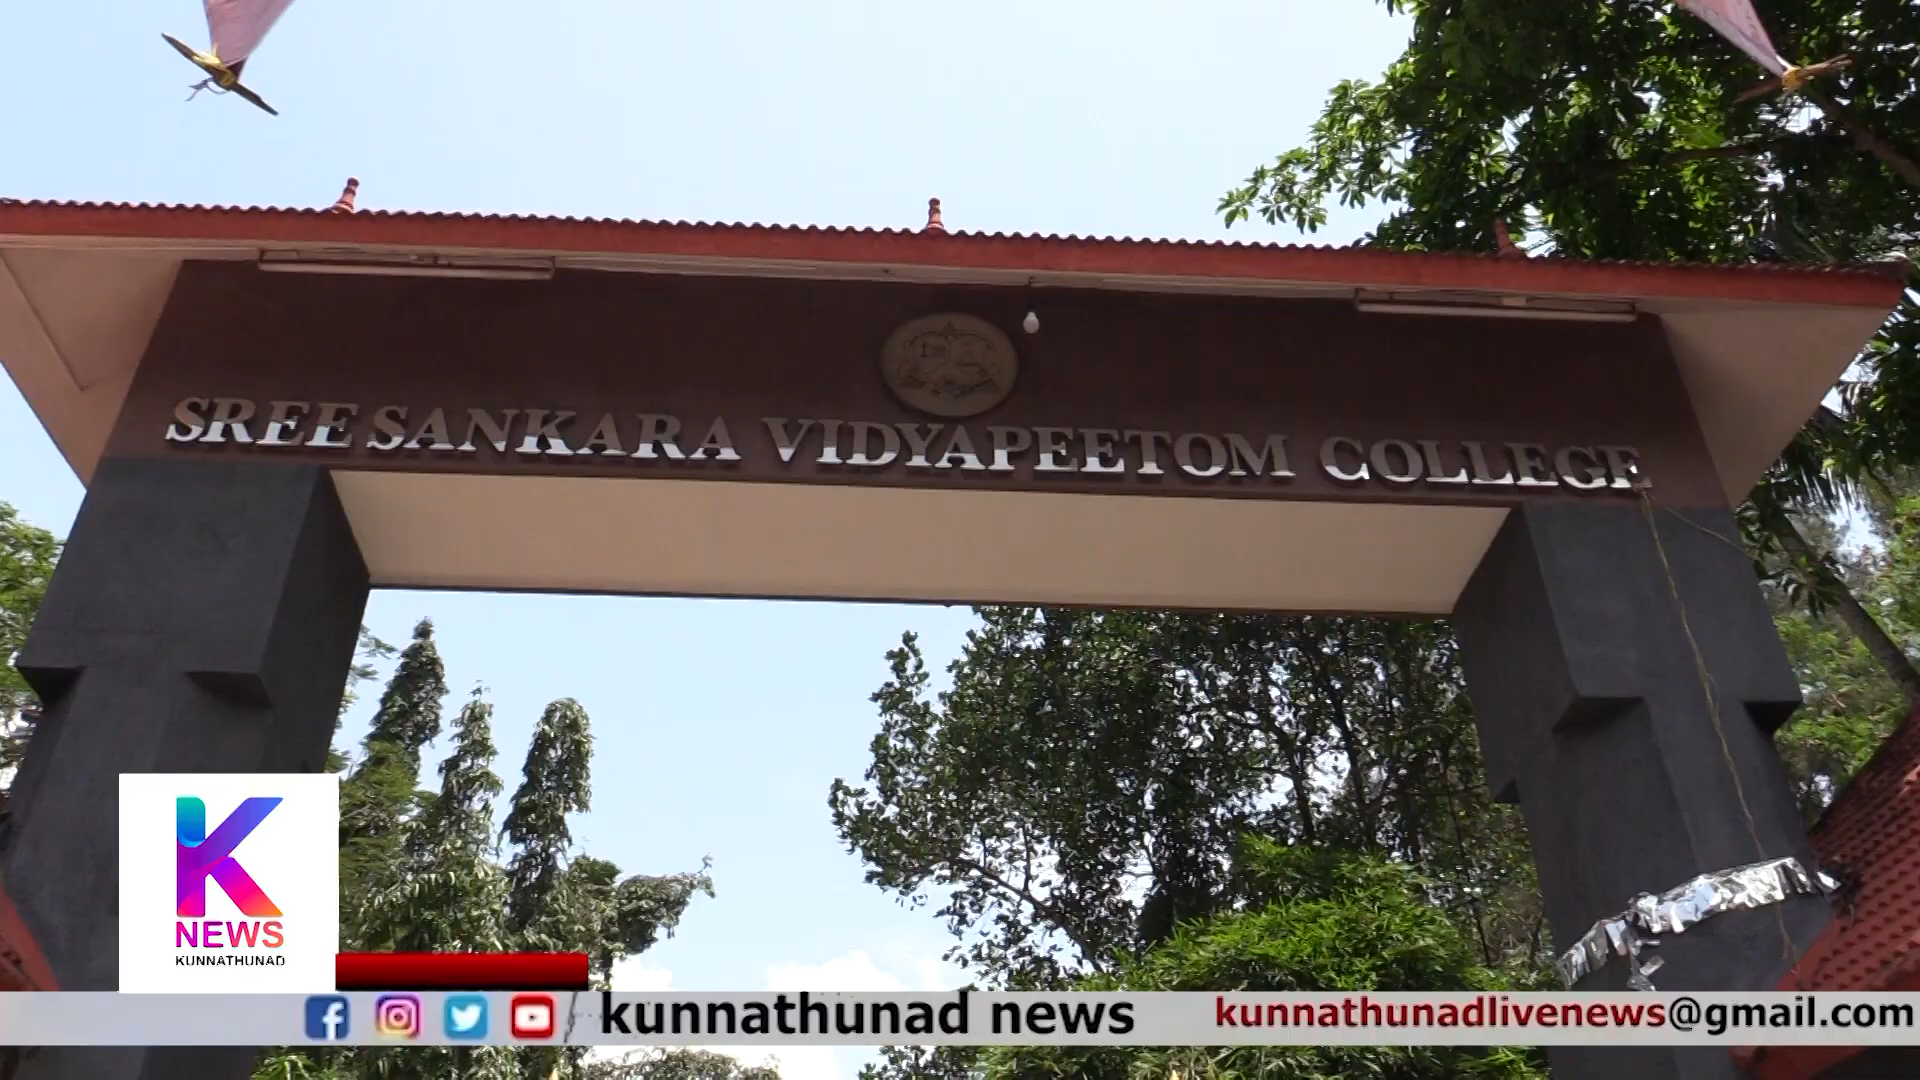 SREE SANKARA VIDYAPEETOM COLLEGE
K
NEWS
KUNNATHUNAD
kunnathunad news
kunnathunadlivenews@gmail.com